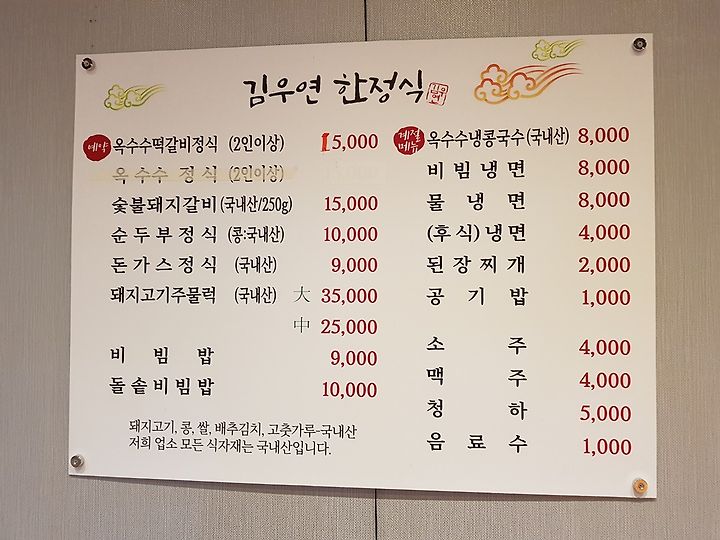 김우연 한정식
예약 옥수수떡갈비정식 (2인이상) 15,000
옥수수 정식 (2인이상)
숯불돼지갈비 (국내산/250g) 15,000
순두부정식 (콩:국내산) 10,000
돈가스정식 (국내산) 9,000
돼지고기주물럭 (국내산) 大 35,000
中 25,000
비빔밥 9,000
돌솥비빔밥 10,000
돼지고기, 콩, 쌀, 배추김치, 고춧가루-국내산
저희 업소 모든 식자재는 국내산입니다.
계절메뉴 옥수수냉콩국수 (국내산) 8,000
비빔냉면 8,000
물냉면 8,000
(후식)냉면 4,000
된장찌개 2,000
공기밥 1,000
소주 4,000
맥주 4,000
청하 5,000
음료수 1,000